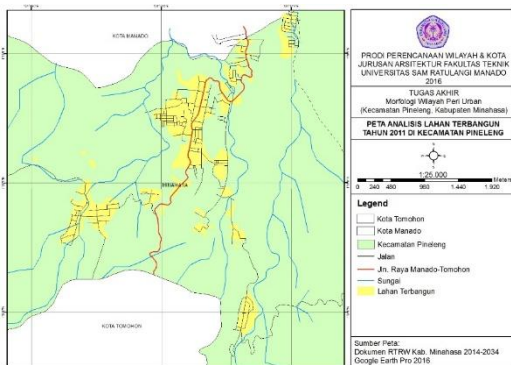 KOTA MANADO
MINAHASA
KOTA TOMOHON
PRODI PERENCANAAN WILAYAH & KOTA
JURUSAN ARSITEKTUR FAKULTAS TEKNIK
UNIVERSITAS SAM RATULANGI MANADO
2016
TUGAS AKHIR
Morfologi Wilayah Peri Urban
(Kecamatan Pineleng, Kabupaten Minahasa)
PETA ANALISIS LAHAN TERBANGUN
TAHUN 2011 DI KECAMATAN PINELENG
1:25.000
0 240 480 960 1.440 1.920 Meters
Legend
Kota Tomohon
Kota Manado
Kecamatan Pineleng
Jalan
Jln. Raya Manado-Tomohon
Sungai
Lahan Terbangun
Sumber Peta:
Dokumen RTRW Kab. Minahasa 2014-2034
Google Earth Pro 2016